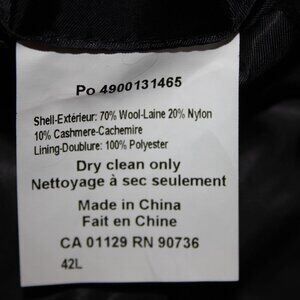 Po 4900131465
Shell-Extérieur: 70% Wool-Laine 20% Nylon
10% Cashmere-Cachemire
Lining-Doublure: 100% Polyester
Dry clean only
Nettoyage à sec seulement
Made in China
Fait en Chine
CA 01129 RN 90736
42L